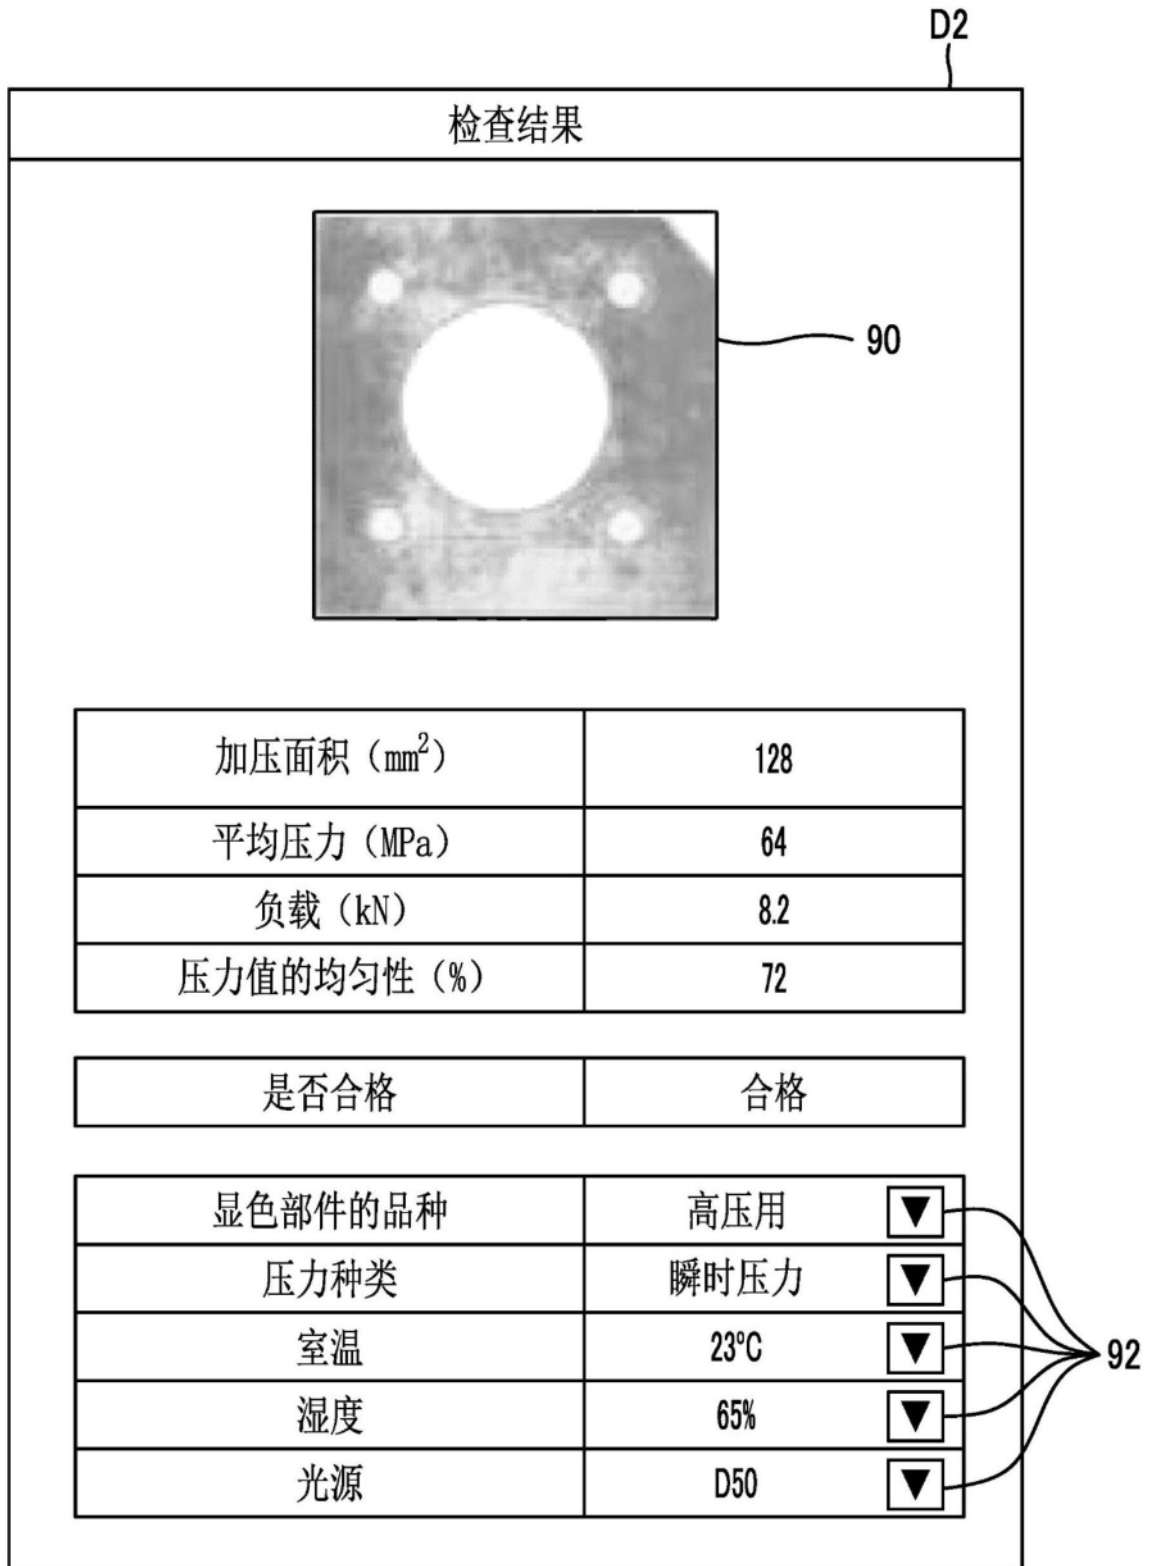 D2
检查结果
90
加压面积（mm²） 128
平均压力（MPa） 64
负载（kN） 8.2
压力值的均匀性（%） 72
是否合格 合格
显色部件的品种 高压用 ▼
压力种类 瞬时压力 ▼
室温 23℃ ▼
湿度 65% ▼
光源 D50 ▼
92